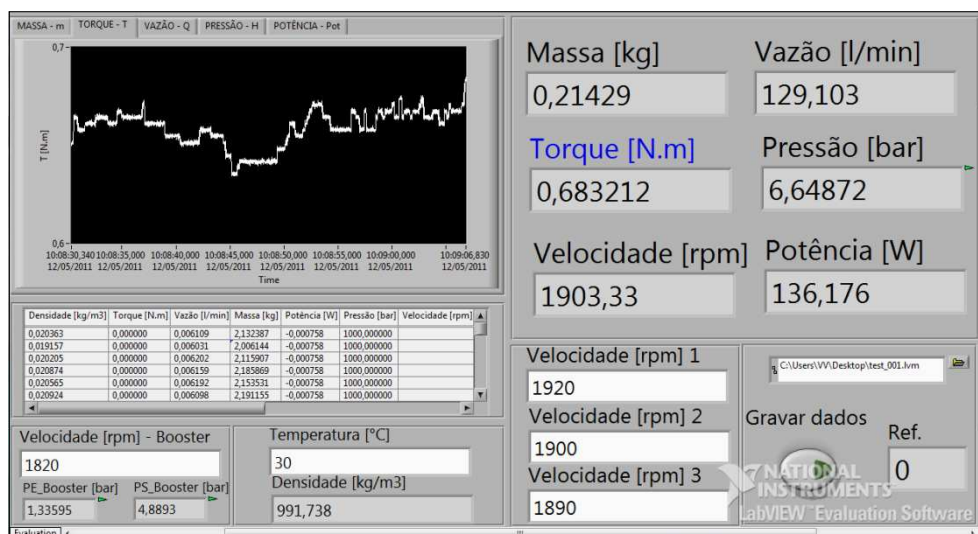 MASSA - m TORQUE - T VAZÃO - Q PRESSÃO - H POTÊNCIA - Pot
0,7
T [N.m]
0,6
10:08:30,340 10:08:35,000 10:08:40,000 10:08:45,000 10:08:50,000 10:08:55,000 10:09:00,000 10:09:06,830
12/05/2011 12/05/2011 12/05/2011 12/05/2011 12/05/2011 12/05/2011 12/05/2011 12/05/2011
Time
Massa [kg] Vazão [l/min]
0,21429 129,103
Torque [N.m] Pressão [bar]
0,683212 6,64872
Velocidade [rpm] Potência [W]
1903,33 136,176
Densidade [kg/m3] Torque [N.m] Vazão [l/min] Massa [kg] Potência [W] Pressão [bar] Velocidade [rpm]
0,020363 0,000000 0,006109 2,132387 -0,000758 1000,000000
0,019157 0,000000 0,006031 2,006144 -0,000758 1000,000000
0,020205 0,000000 0,006202 2,115907 -0,000758 1000,000000
0,020874 0,000000 0,006159 2,185869 -0,000758 1000,000000
0,020565 0,000000 0,006192 2,153531 -0,000758 1000,000000
0,020924 0,000000 0,006098 2,191155 -0,000758 1000,000000
Velocidade [rpm] - Booster
1820
PE_Booster [bar] PS_Booster [bar]
1,33595 4,8893
Temperatura [°C]
30
Densidade [kg/m3]
991,738
Velocidade [rpm] 1
1920
Velocidade [rpm] 2
1900
Velocidade [rpm] 3
1890
C:\Users\VV\Desktop\test_001.lvm
Gravar dados
Ref.
0
NATIONAL
INSTRUMENTS
LabVIEW Evaluation Software
Evaluation